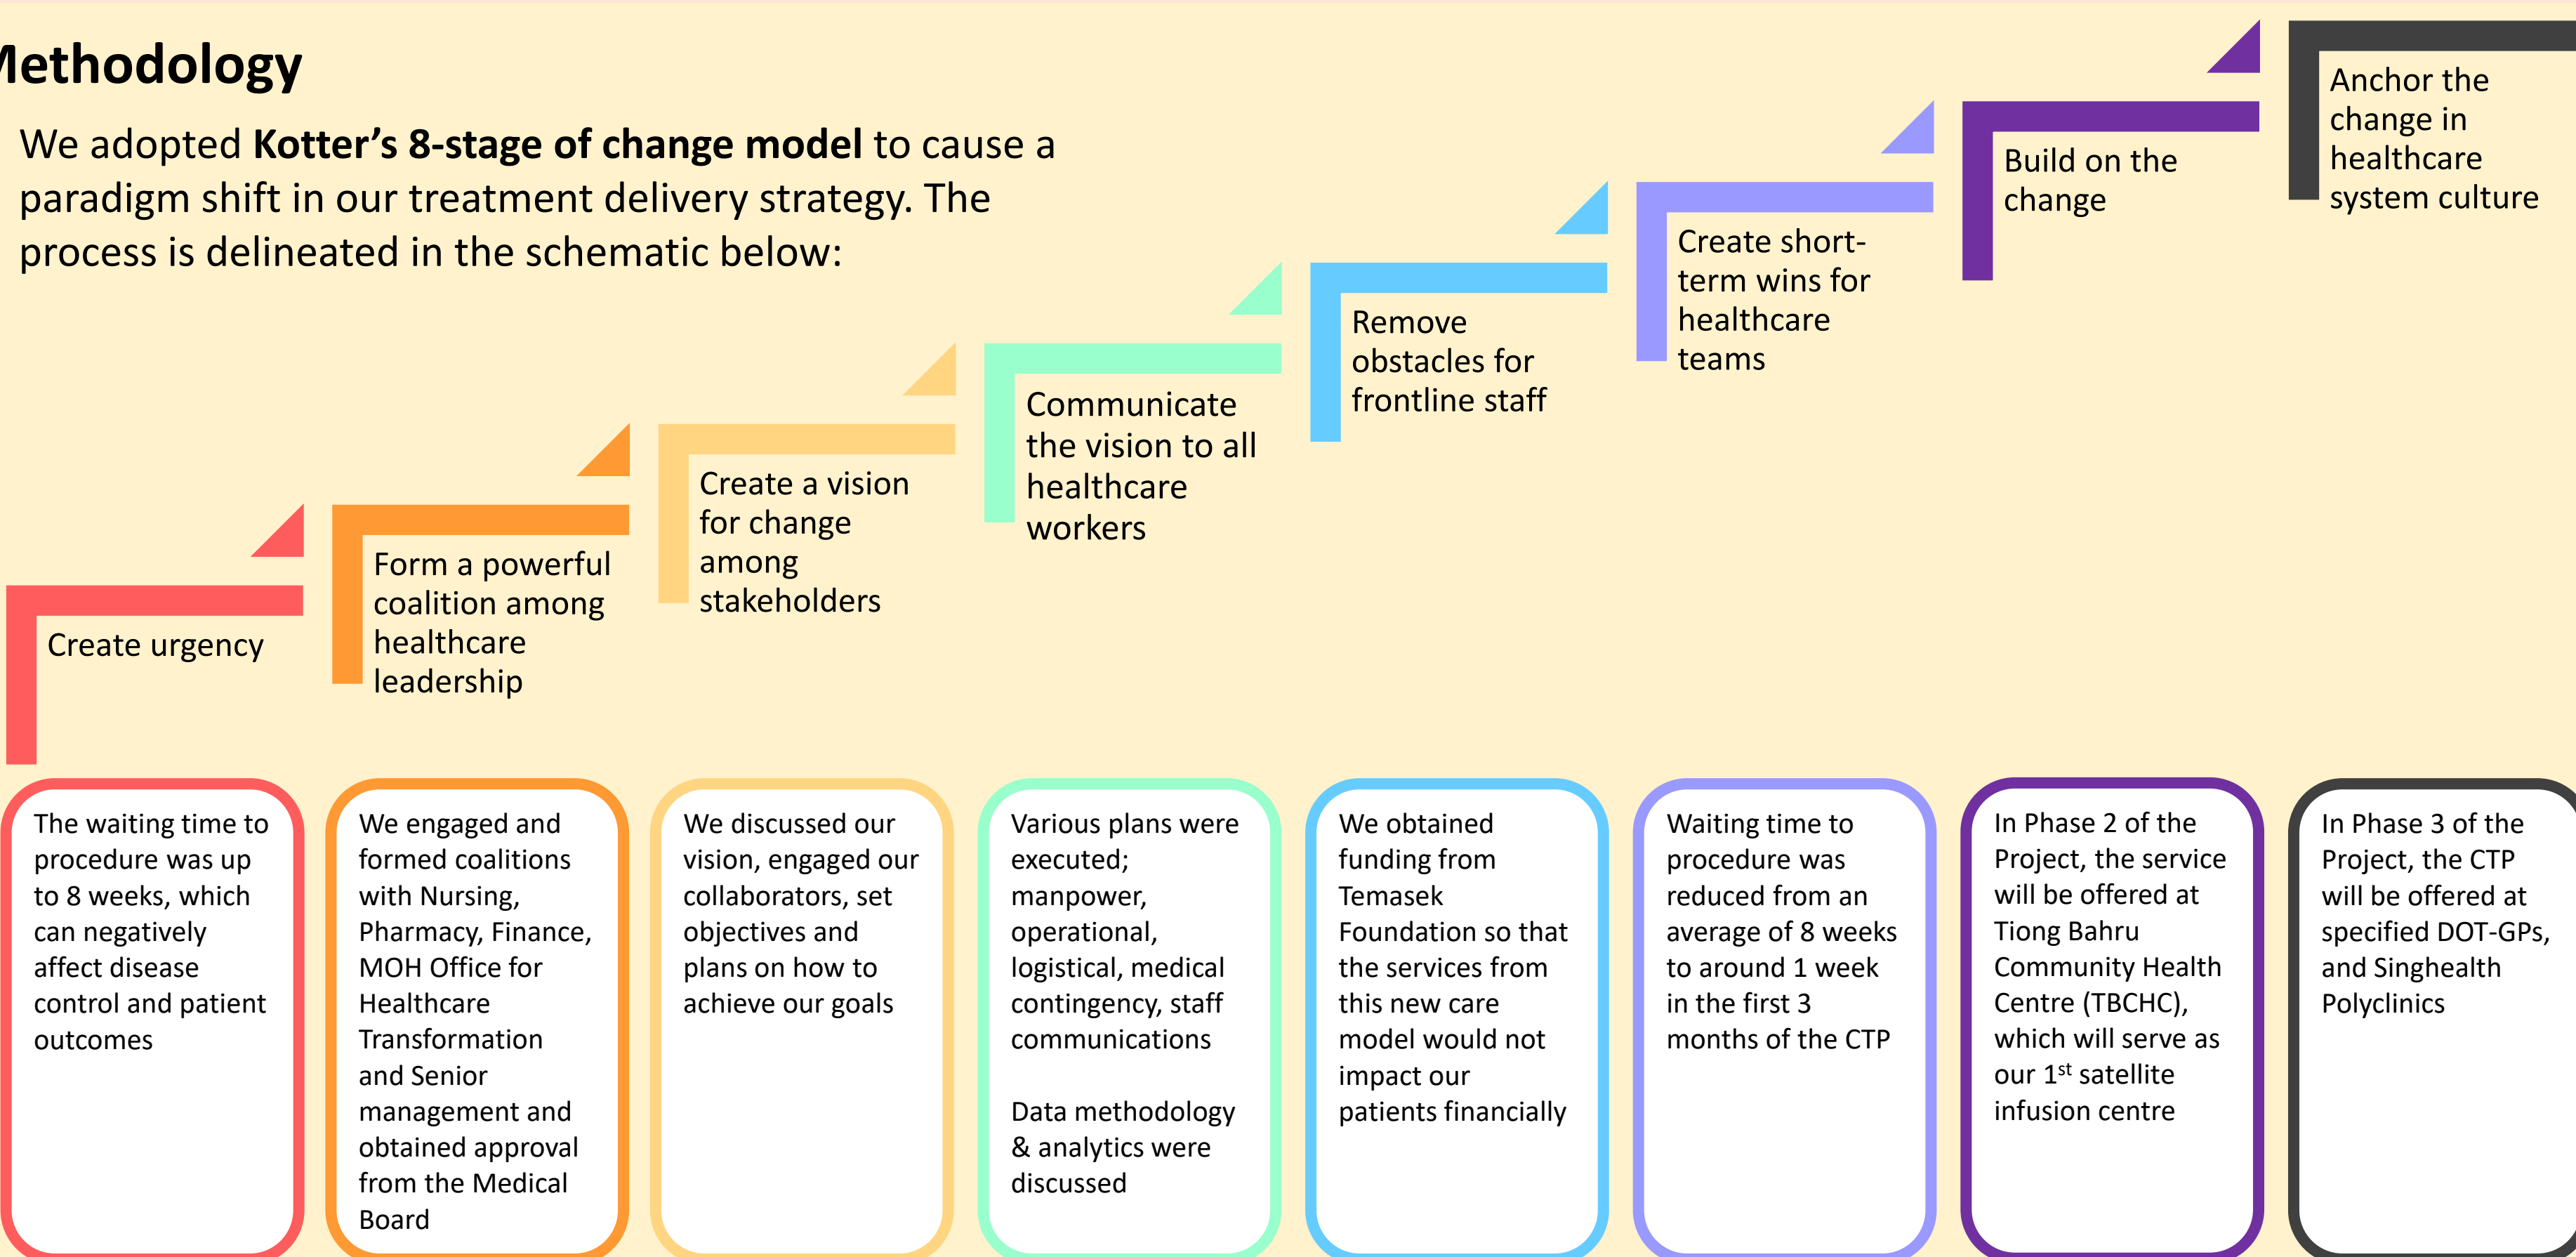 Methodology
We adopted Kotter’s 8-stage of change model to cause a
paradigm shift in our treatment delivery strategy. The
process is delineated in the schematic below:
Create urgency
Form a powerful
coalition among
healthcare
leadership
Create a vision
for change
among
stakeholders
Communicate
the vision to all
healthcare
workers
Remove
obstacles for
frontline staff
Create short-
term wins for
healthcare
teams
Build on the
change
Anchor the
change in
healthcare
system culture
The waiting time to
procedure was up
to 8 weeks, which
can negatively
affect disease
control and patient
outcomes
We engaged and
formed coalitions
with Nursing,
Pharmacy, Finance,
MOH Office for
Healthcare
Transformation
and Senior
management and
obtained approval
from the Medical
Board
We discussed our
vision, engaged our
collaborators, set
objectives and
plans on how to
achieve our goals
Various plans were
executed;
manpower,
operational,
logistical, medical
contingency, staff
communications
Data methodology
& analytics were
discussed
We obtained
funding from
Temasek
Foundation so that
the services from
this new care
model would not
impact our
patients financially
Waiting time to
procedure was
reduced from an
average of 8 weeks
to around 1 week
in the first 3
months of the CTP
In Phase 2 of the
Project, the service
will be offered at
Tiong Bahru
Community Health
Centre (TBCHC),
which will serve as
our 1st satellite
infusion centre
In Phase 3 of the
Project, the CTP
will be offered at
specified DOT-GPs,
and Singhealth
Polyclinics